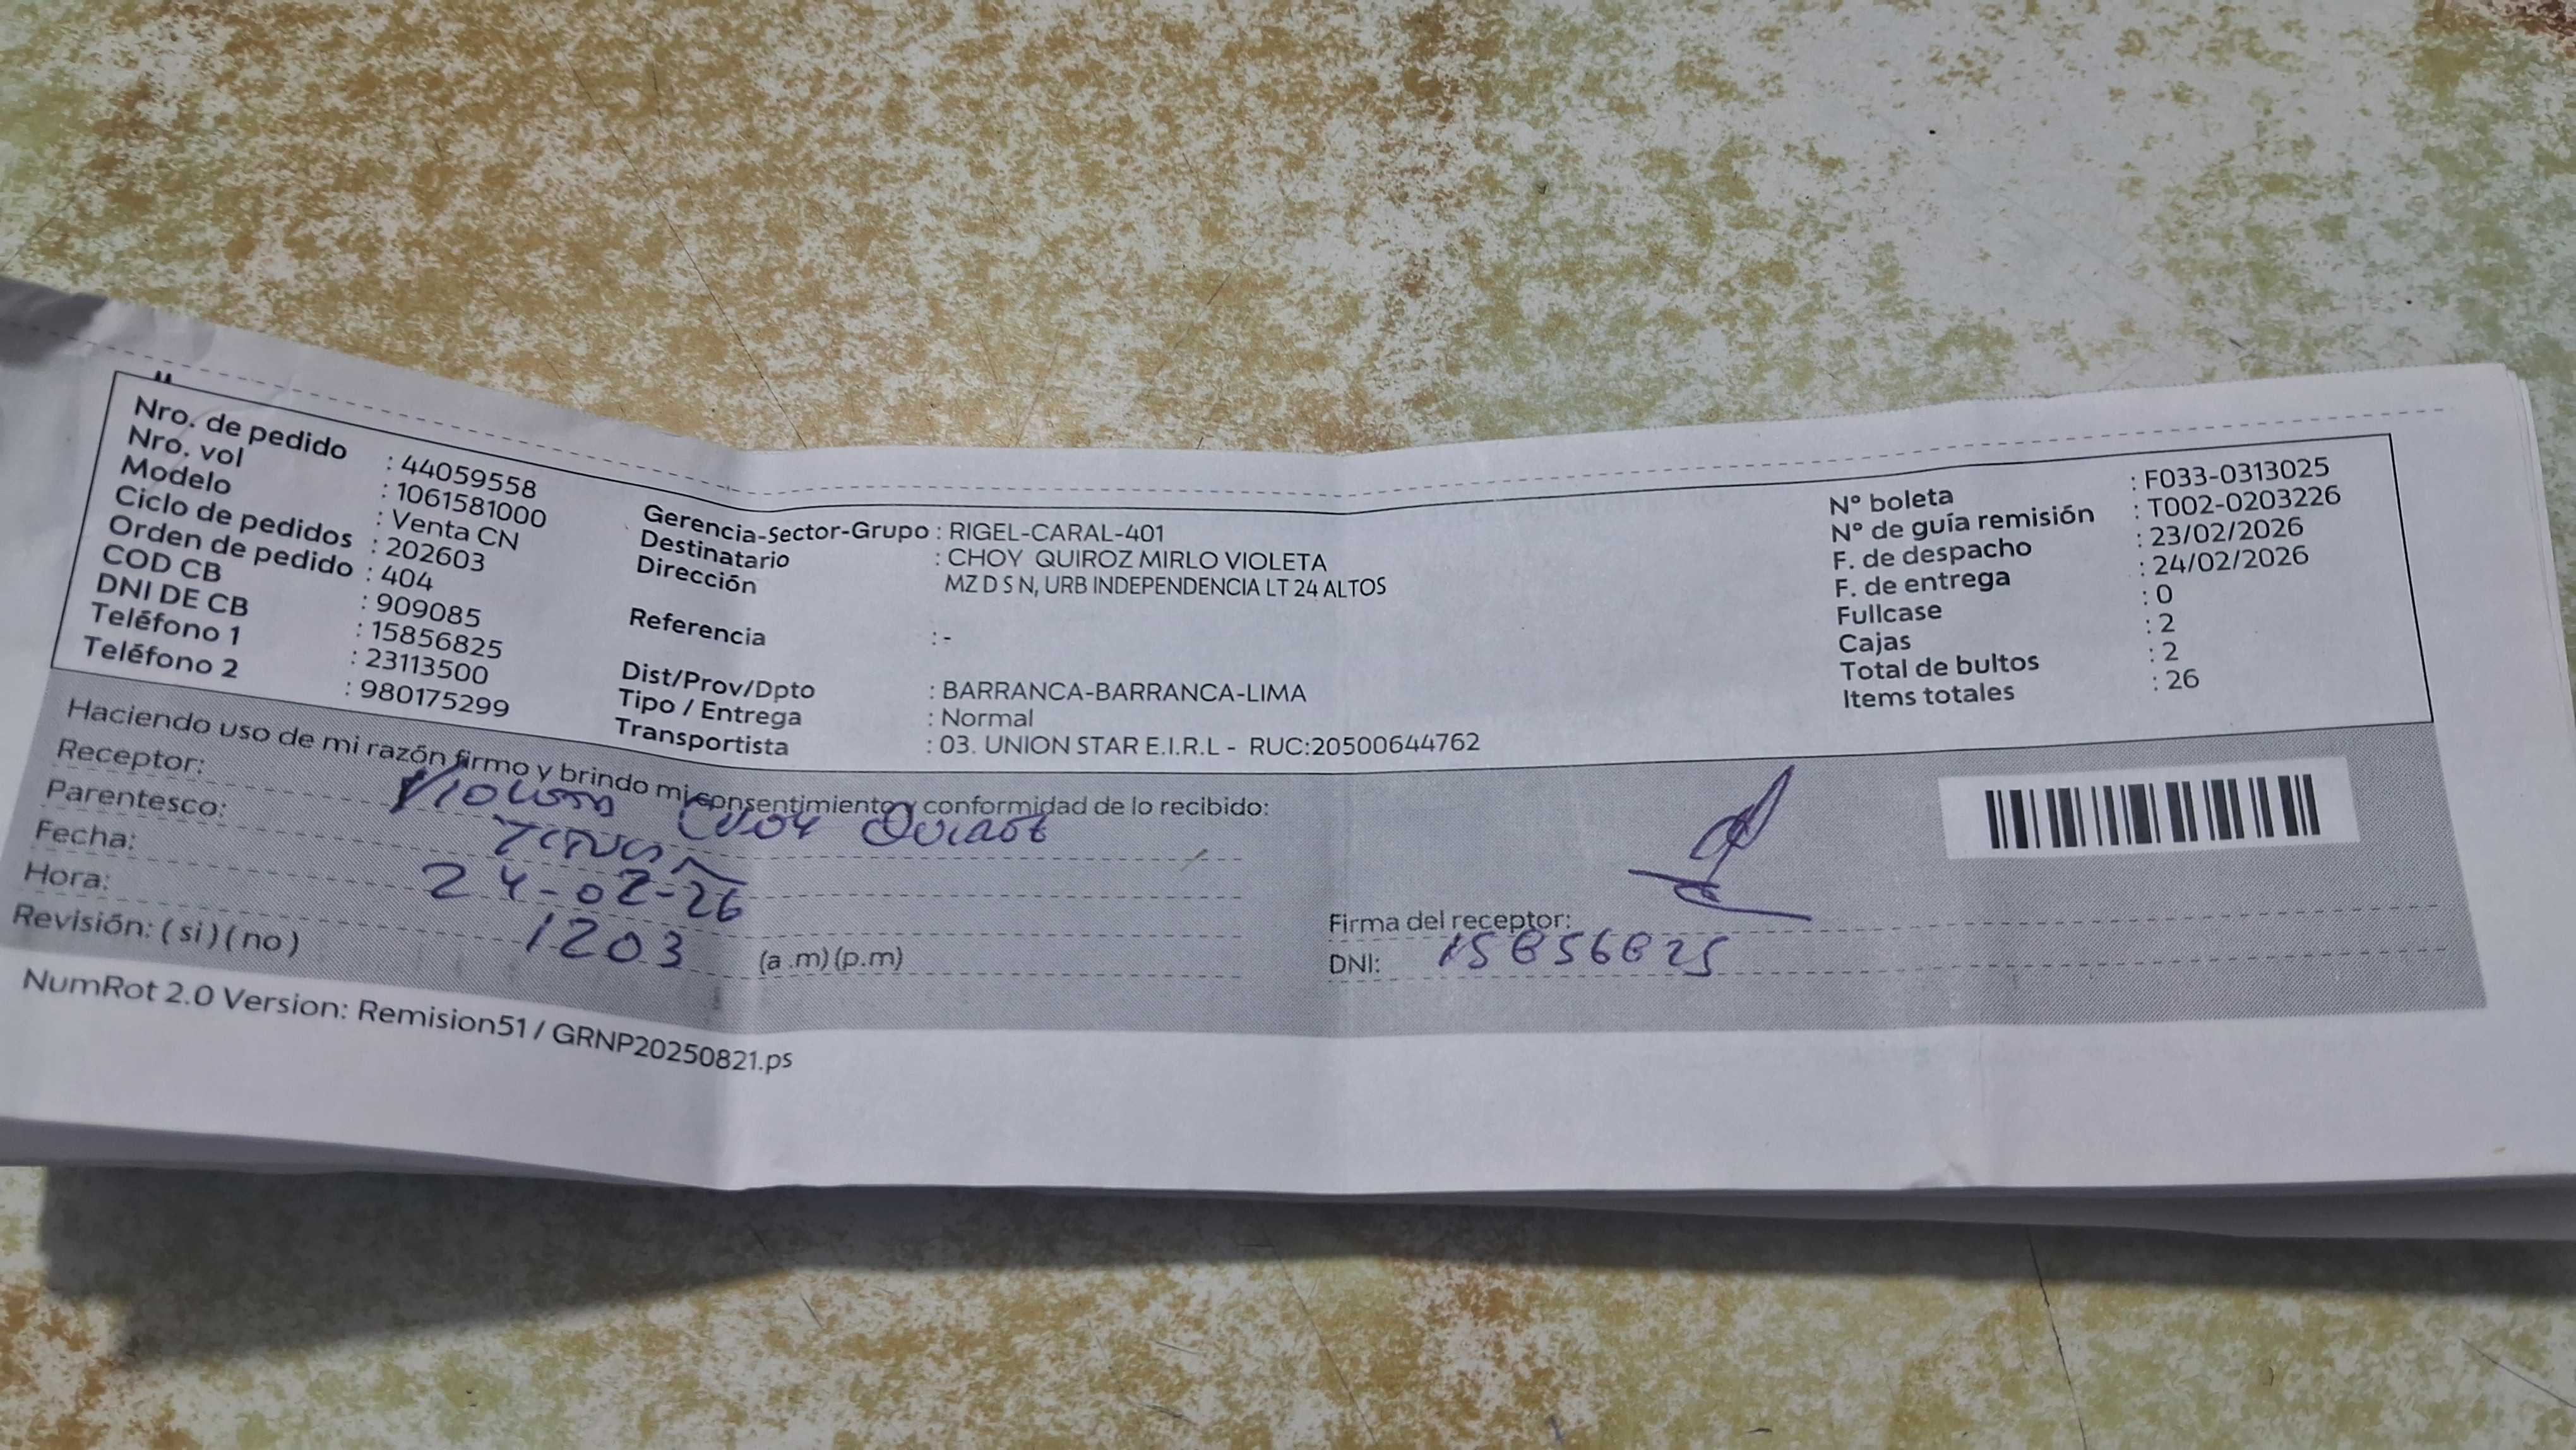 Nro. de pedido : 44059558
Nro. vol : 1061581000
Modelo : Venta CN
Ciclo de pedidos : 202603
Orden de pedido : 404
COD CB : 909085
DNI DE CB : 15856825
Teléfono 1 : 23113500
Teléfono 2 : 980175299
Gerencia-Sector-Grupo : RIGEL-CARAL-401
Destinatario : CHOY QUIROZ MIRLO VIOLETA
Dirección MZ D S N, URB INDEPENDENCIA LT 24 ALTOS
Referencia : -
Dist/Prov/Dpto : BARRANCA-BARRANCA-LIMA
Tipo / Entrega : Normal
Transportista : 03. UNION STAR E.I.R.L - RUC:20500644762
N° boleta : F033-0313025
N° de guía remisión : T002-0203226
F. de despacho : 23/02/2026
F. de entrega : 24/02/2026
Fullcase : 0
Cajas : 2
Total de bultos : 2
Items totales : 26
Haciendo uso de mi razón firmo y brindo mi consentimiento y conformidad de lo recibido:
Receptor: Violeta Choy Quiroz
Parentesco:
Fecha: 24-02-26
Hora: 1203 (a .m) (p.m)
Revisión: ( si ) ( no )
Firma del receptor:
DNI: 15856825
NumRot 2.0 Version: Remision51 / GRNP20250821.ps